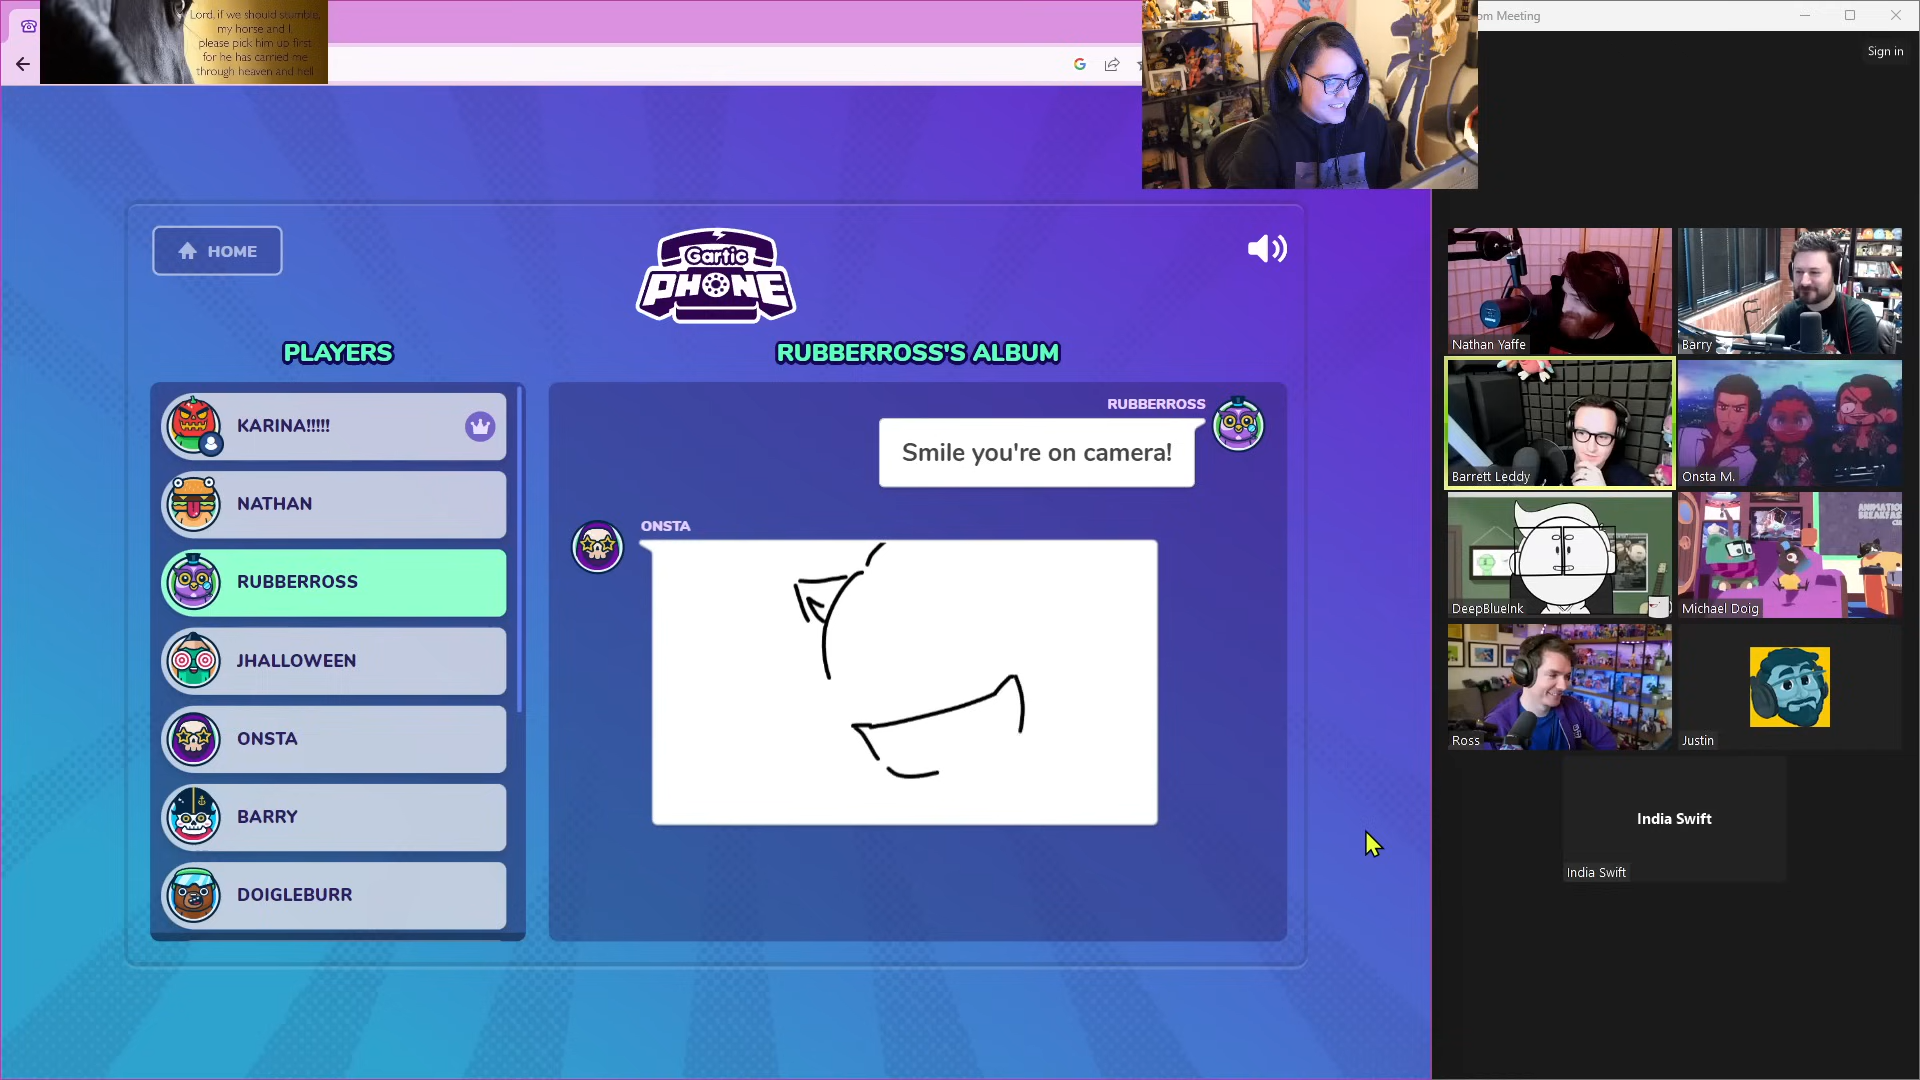 Lord, if we should stumble,
my horse and I,
please pick him up first
for he has carried me
through heaven and hell
om Meeting
Sign in
HOME
Gartic
PHONE
PLAYERS
RUBBERROSS'S ALBUM
KARINA!!!!!
NATHAN
RUBBERROSS
JHALLOWEEN
ONSTA
BARRY
DOIGLEBURR
RUBBERROSS
Smile you're on camera!
ONSTA
Nathan Yaffe
Barry
Barrett Leddy
Onsta M.
DeepBlueInk
ANIMATION
BREAKFAST
Michael Doig
Ross
Justin
India Swift
India Swift